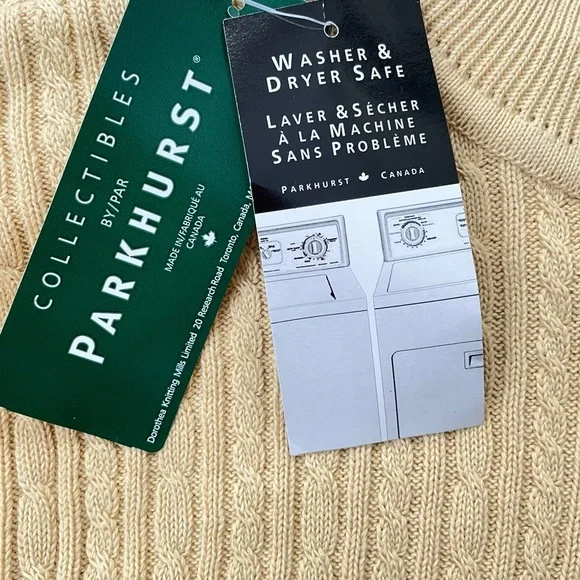 COLLECTIBLES
BY/PAR
PARKHURST®
MADE IN/FABRIQUÉ AU
CANADA
Dorothea Knitting Mills Limited 20 Research Road Toronto, Canada,
WASHER &
DRYER SAFE
LAVER & SÉCHER
À LA MACHINE
SANS PROBLÈME
PARKHURST CANADA